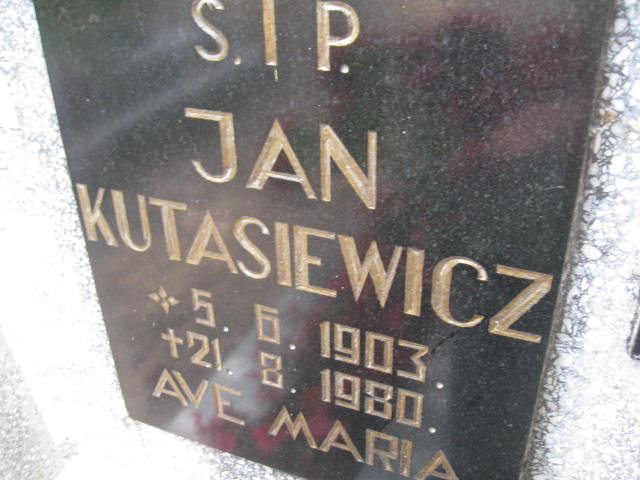 Ś. † P.
JAN
KUTASIEWICZ
* 5. 6. 1903.
+ 21. 8. 1980.
AVE MARIA